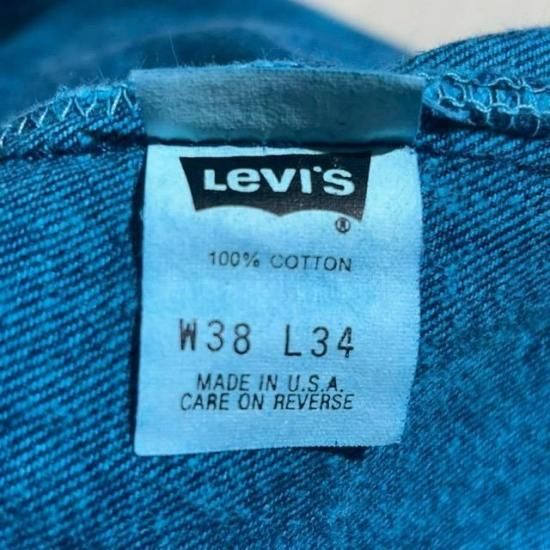 Levi's
®
100% COTTON
W38 L34
MADE IN U.S.A.
CARE ON REVERSE